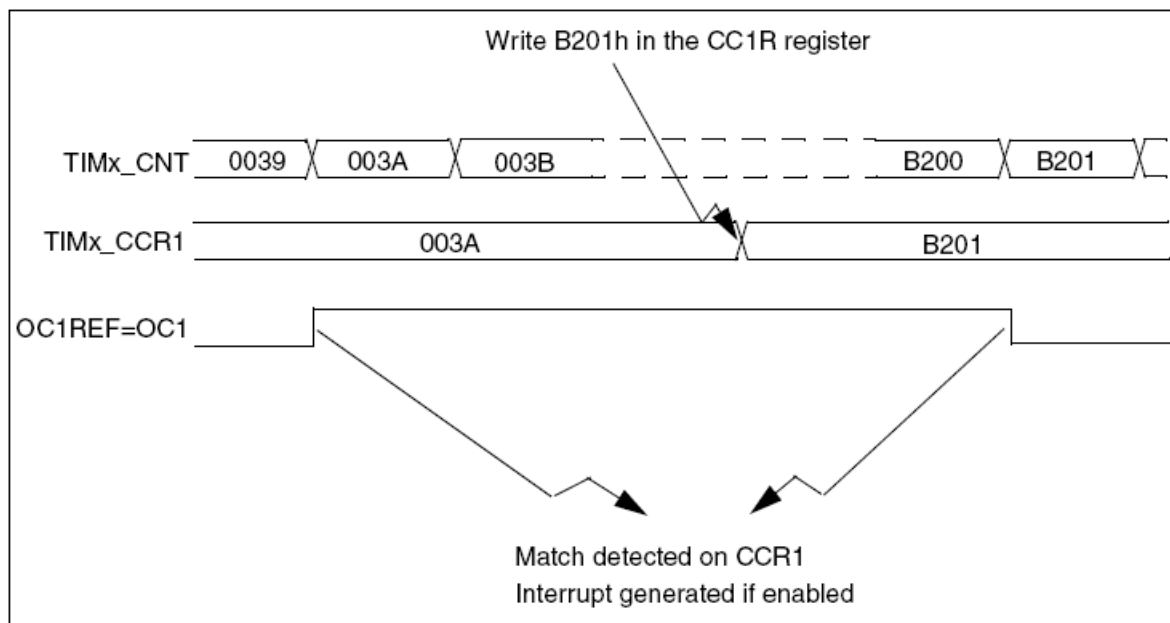 Write B201h in the CC1R register
TIMx_CNT 0039 003A 003B B200 B201
TIMx_CCR1 003A B201
OC1REF=OC1
Match detected on CCR1
Interrupt generated if enabled